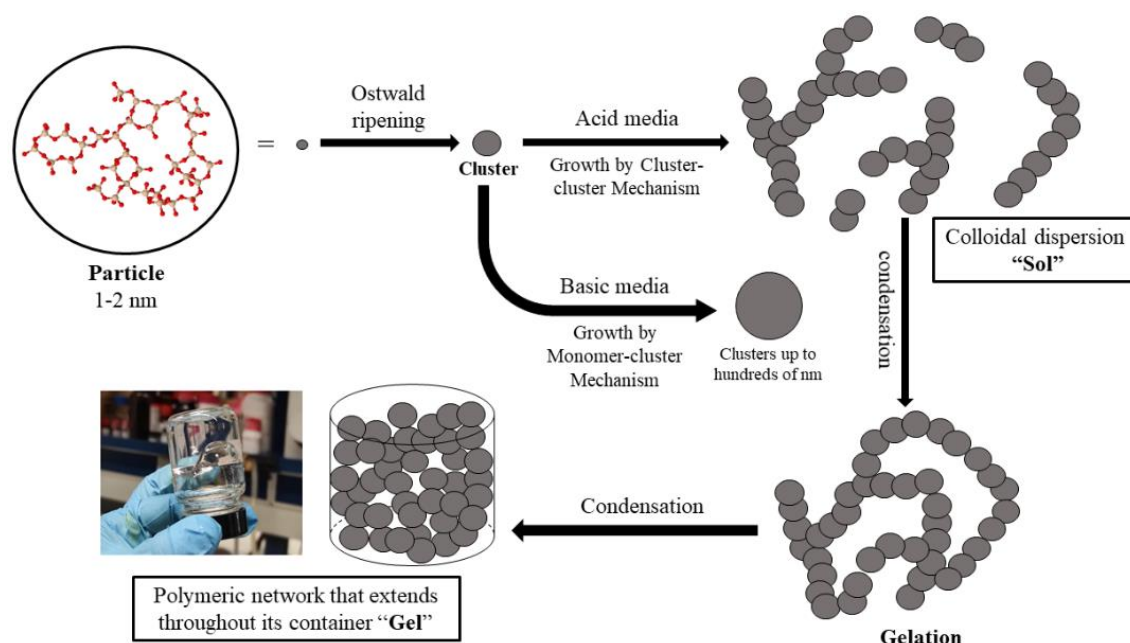 Ostwald
ripening
=
Cluster
Acid media
Growth by Cluster-
cluster Mechanism
Particle
1-2 nm
Colloidal dispersion
“Sol”
condensation
Basic media
Growth by
Monomer-cluster
Mechanism
Clusters up to
hundreds of nm
Condensation
Polymeric network that extends
throughout its container “Gel”
Gelation